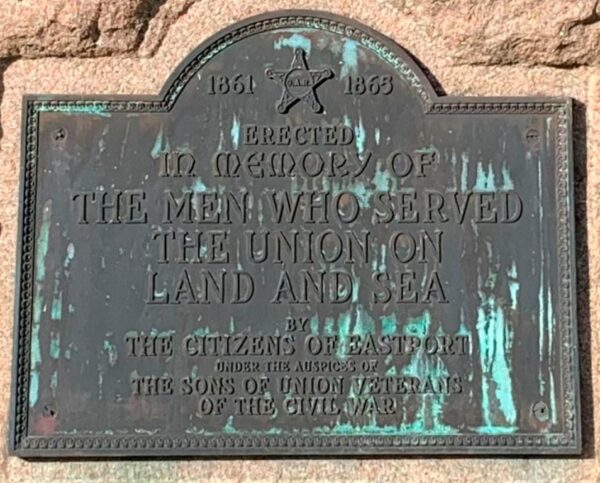 1861 G.A.R. 1865
ERECTED
IN MEMORY OF
THE MEN WHO SERVED
THE UNION ON
LAND AND SEA
BY
THE CITIZENS OF EASTPORT
UNDER THE AUSPICES OF
THE SONS OF UNION VETERANS
OF THE CIVIL WAR